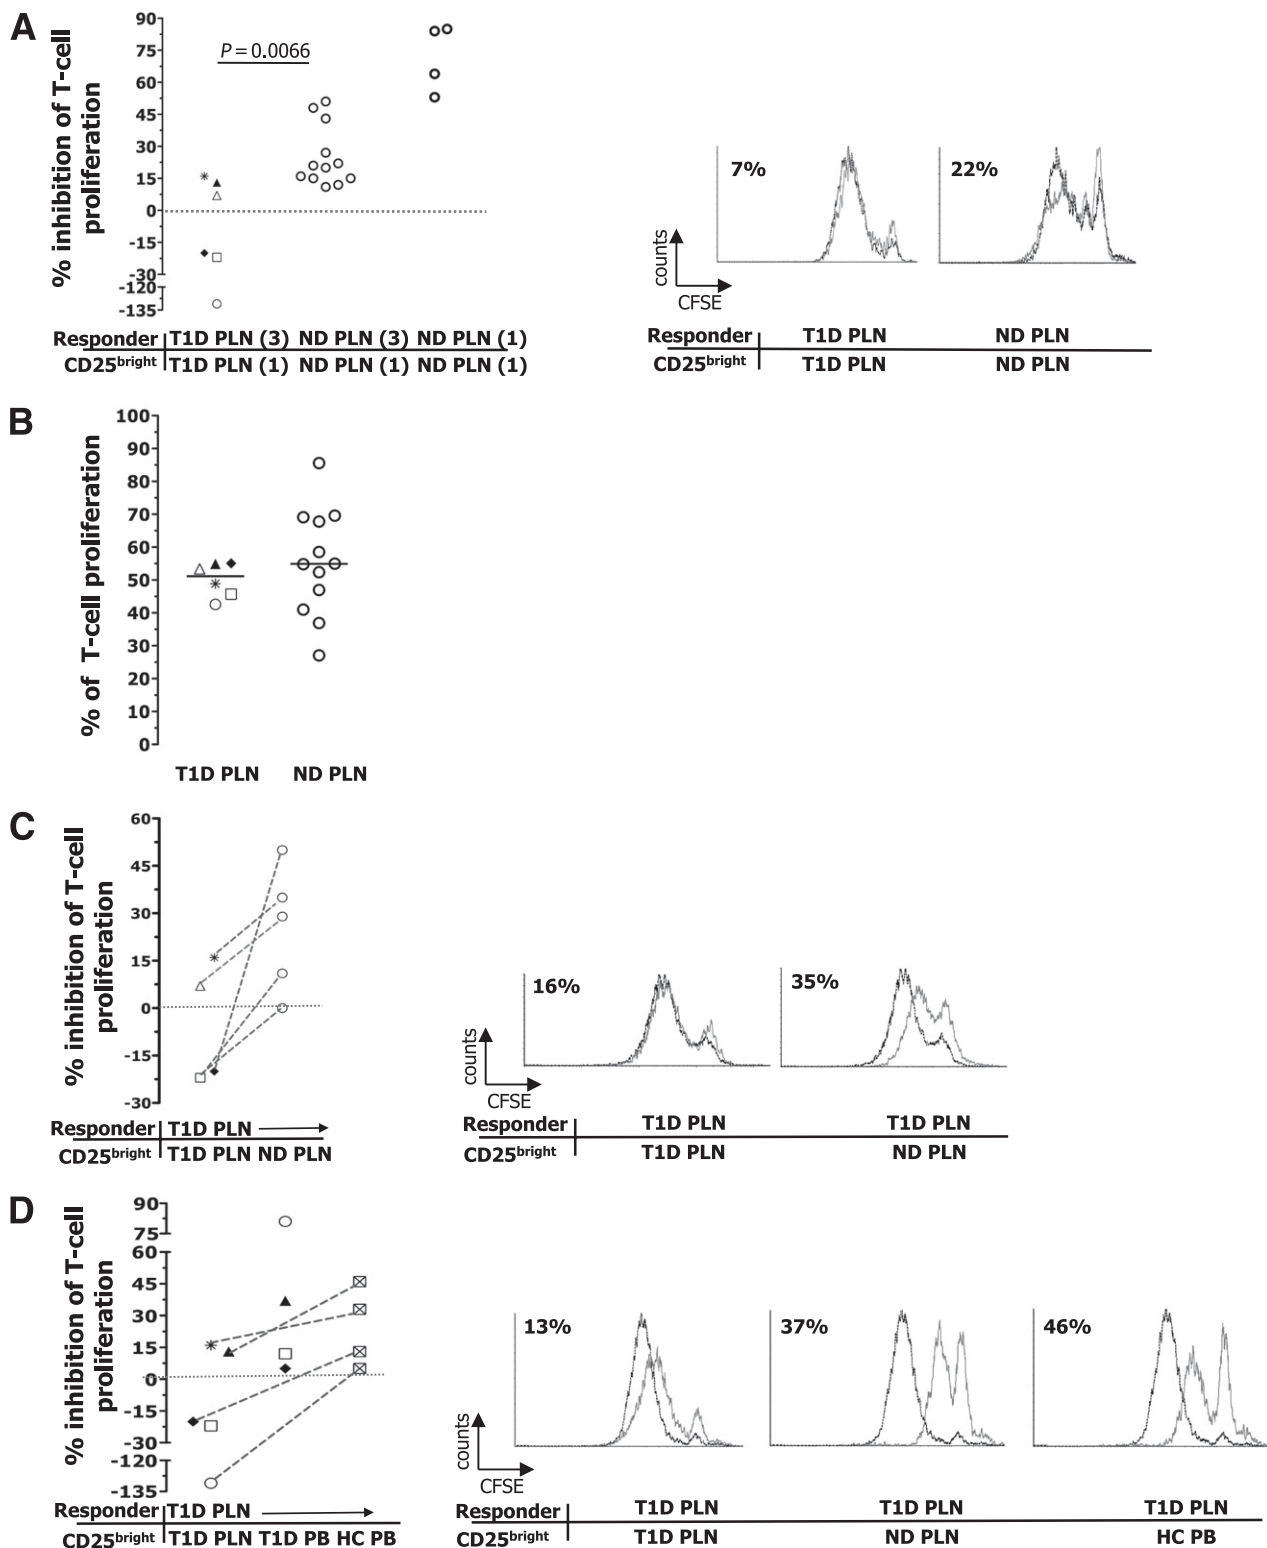 A
% inhibition of T-cell
proliferation
90
75
60
45
30
15
0
-15
-30
-120
-135
P = 0.0066
Responder T1D PLN (3) ND PLN (3) ND PLN (1)
CD25bright T1D PLN (1) ND PLN (1) ND PLN (1)
7%
22%
counts
CFSE
Responder T1D PLN ND PLN
CD25bright T1D PLN ND PLN
B
% of T-cell proliferation
100
90
80
70
60
50
40
30
20
10
0
T1D PLN ND PLN
C
% inhibition of T-cell
proliferation
60
45
30
15
0
-15
-30
Responder T1D PLN
CD25bright T1D PLN ND PLN
16%
35%
counts
CFSE
Responder T1D PLN T1D PLN
CD25bright T1D PLN ND PLN
D
% inhibition of T-cell
proliferation
90
75
60
45
30
15
0
-15
-30
-120
-135
Responder T1D PLN
CD25bright T1D PLN T1D PB HC PB
13%
37%
46%
counts
CFSE
Responder T1D PLN T1D PLN T1D PLN
CD25bright T1D PLN ND PLN HC PB